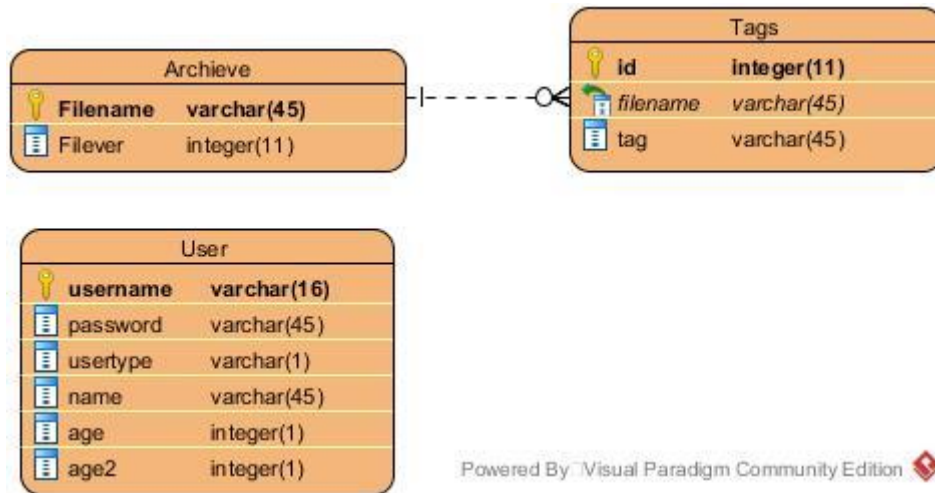 Archieve
Filename varchar(45)
Filever integer(11)
Tags
id integer(11)
filename varchar(45)
tag varchar(45)
User
username varchar(16)
password varchar(45)
usertype varchar(1)
name varchar(45)
age integer(1)
age2 integer(1)
Powered By Visual Paradigm Community Edition